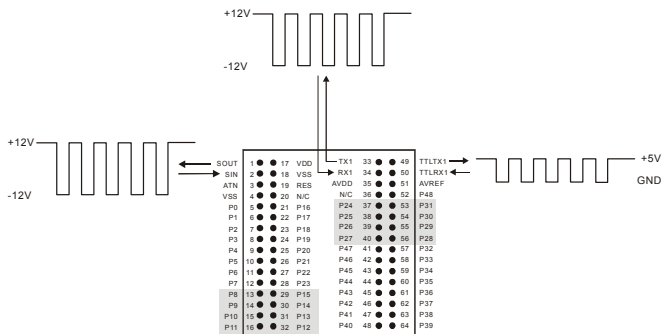 +12V
-12V
+12V
-12V
+5V
GND
SOUT 1 17 VDD TX1 33 49 TTLTX1
SIN 2 18 VSS RX1 34 50 TTLRX1
ATN 3 19 RES AVDD 35 51 AVREF
VSS 4 20 N/C N/C 36 52 P48
P0 5 21 P16 P24 37 53 P31
P1 6 22 P17 P25 38 54 P30
P2 7 23 P18 P26 39 55 P29
P3 8 24 P19 P27 40 56 P28
P4 9 25 P20 P47 41 57 P32
P5 10 26 P21 P46 42 58 P33
P6 11 27 P22 P45 43 59 P34
P7 12 28 P23 P44 44 60 P35
P8 13 29 P15 P43 45 61 P36
P9 14 30 P14 P42 46 62 P37
P10 15 31 P13 P41 47 63 P38
P11 16 32 P12 P40 48 64 P39